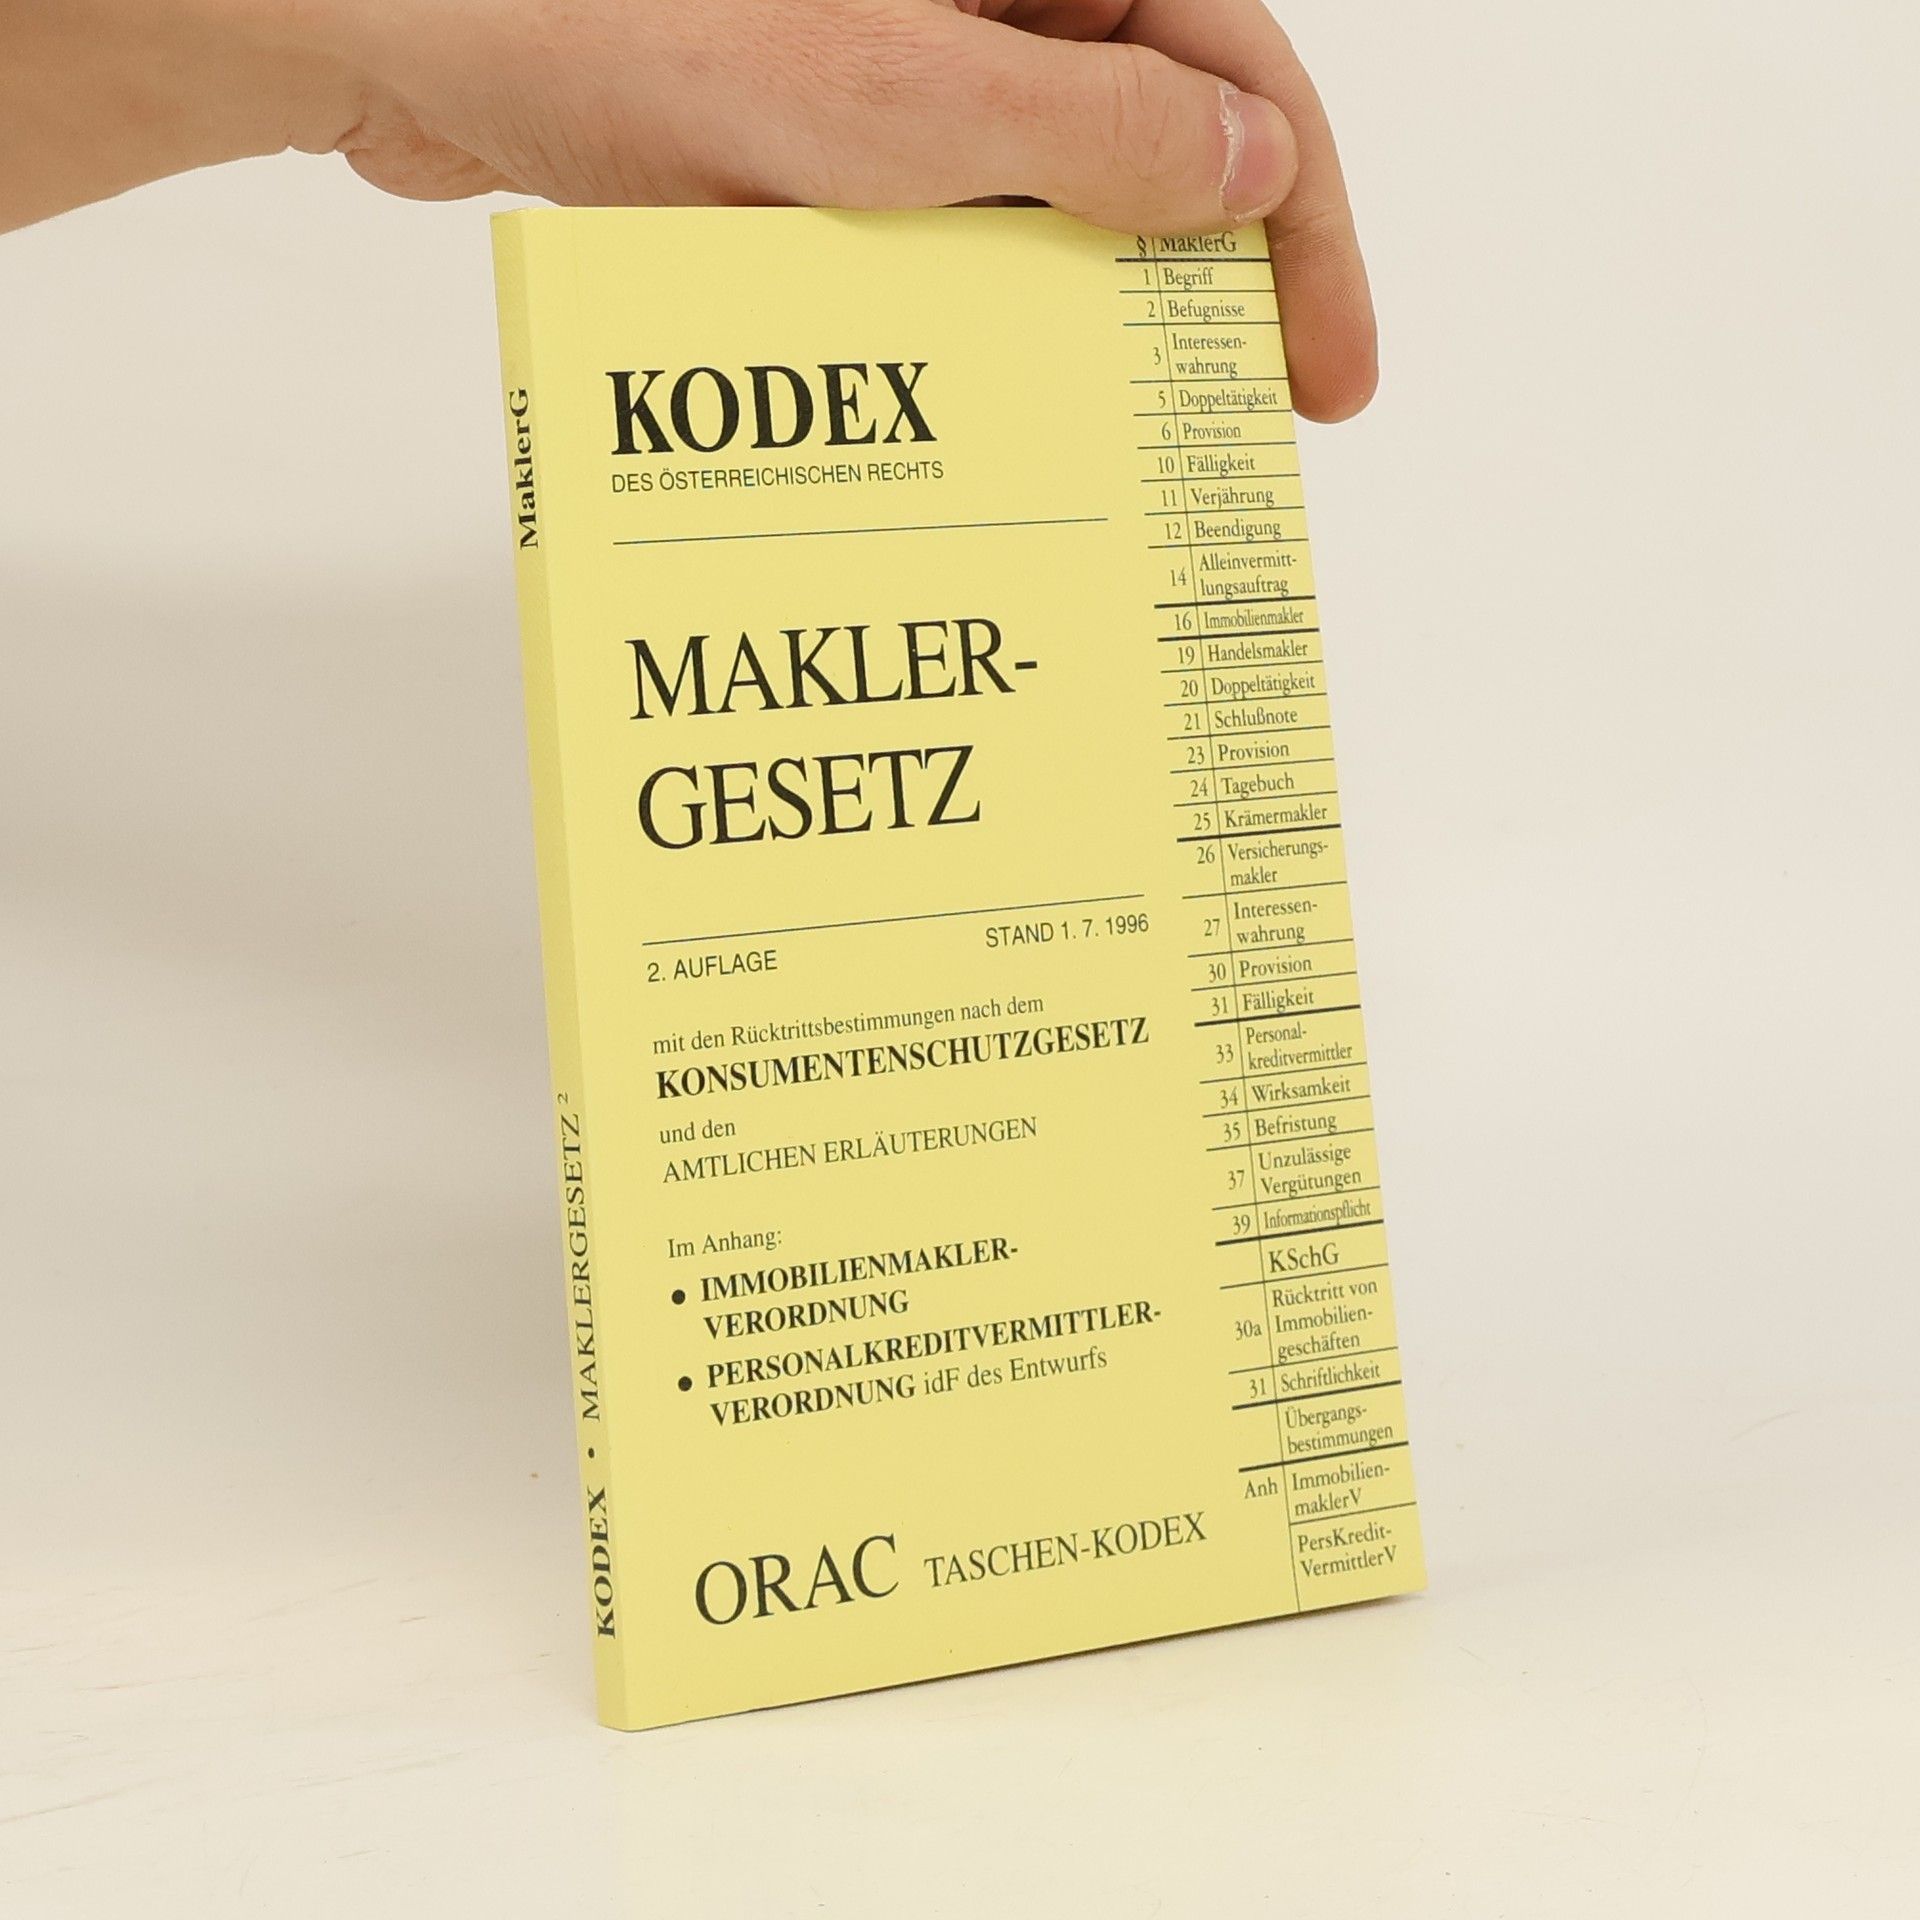 MaklerG
KODEX • MAKLERGESETZ ²
KODEX
DES ÖSTERREICHISCHEN RECHTS
MAKLER-
GESETZ
2. AUFLAGE STAND 1. 7. 1996
mit den Rücktrittsbestimmungen nach dem
KONSUMENTENSCHUTZGESETZ
und den
AMTLICHEN ERLÄUTERUNGEN
Im Anhang:
• IMMOBILIENMAKLER-
VERORDNUNG
• PERSONALKREDITVERMITTLER-
VERORDNUNG idF des Entwurfs
ORAC TASCHEN-KODEX
§ MaklerG
1 Begriff
2 Befugnisse
3 Interessen-
wahrung
5 Doppeltätigkeit
6 Provision
10 Fälligkeit
11 Verjährung
12 Beendigung
14 Alleinvermitt-
lungsauftrag
16 Immobilienmakler
19 Handelsmakler
20 Doppeltätigkeit
21 Schlußnote
23 Provision
24 Tagebuch
25 Krämermakler
26 Versicherungs-
makler
27 Interessen-
wahrung
30 Provision
31 Fälligkeit
33 Personal-
kreditvermittler
34 Wirksamkeit
35 Befristung
37 Unzulässige
Vergütungen
39 Informationspflicht
KSchG
30a Rücktritt von
Immobilien-
geschäften
31 Schriftlichkeit
Übergangs-
bestimmungen
Anh Immobilien-
maklerV
PersKredit-
VermittlerV